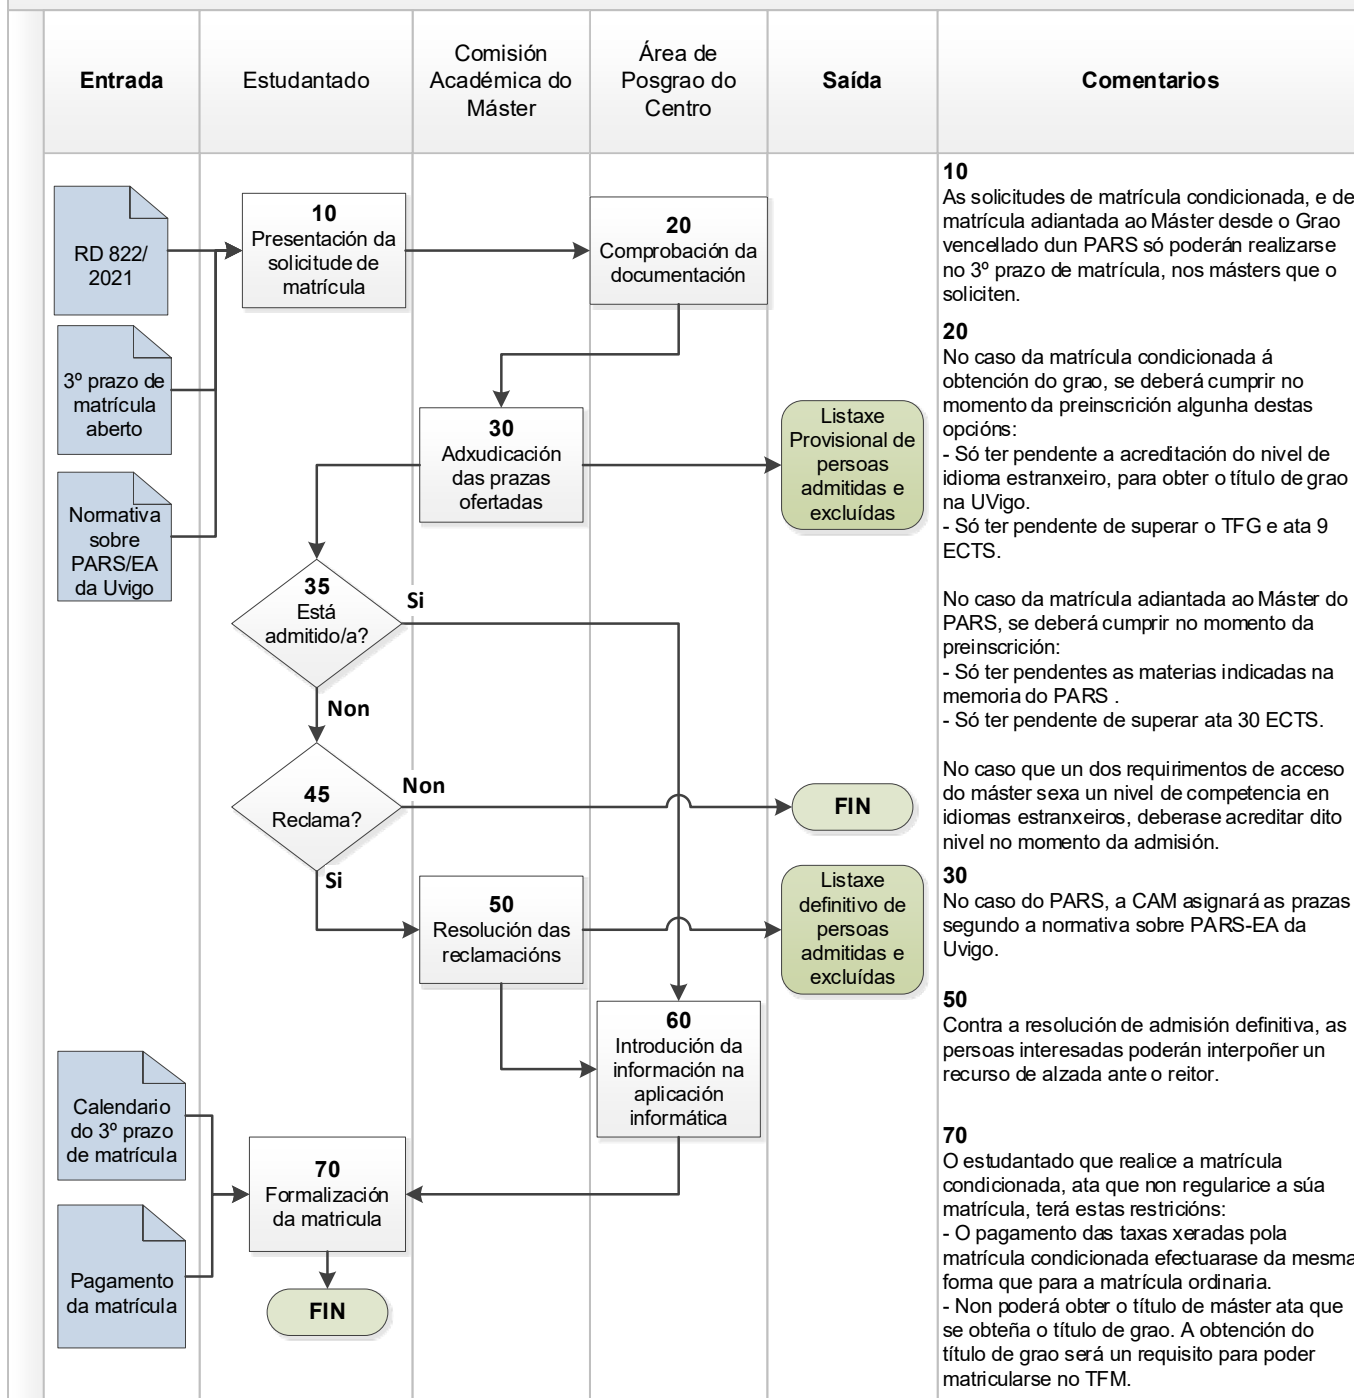 Entrada
Estudantado
Comisión
Académica do
Máster
Área de
Posgrao do
Centro
Saída
Comentarios
RD 822/
2021
3º prazo de
matrícula
aberto
Normativa
sobre
PARS/EA
da Uvigo
10
Presentación da
solicitude de
matrícula
20
Comprobación da
documentación
30
Adxudicación
das prazas
ofertadas
Listaxe
Provisional de
persoas
admitidas e
excluídas
35
Está
admitido/a?
Si
Non
45
Reclama?
Non
FIN
Si
50
Resolución das
reclamacións
Listaxe
definitivo de
persoas
admitidas e
excluídas
60
Introdución da
información na
aplicación
informática
Calendario
do 3º prazo
de matrícula
Pagamento
da matrícula
70
Formalización
da matricula
FIN
10
As solicitudes de matrícula condicionada, e de
matrícula adiantada ao Máster desde o Grao
vencellado dun PARS só poderán realizarse
no 3º prazo de matrícula, nos másters que o
soliciten.
20
No caso da matrícula condicionada á
obtención do grao, se deberá cumprir no
momento da preinscrición algunha destas
opcións:
- Só ter pendente a acreditación do nivel de
idioma estranxeiro, para obter o título de grao
na UVigo.
- Só ter pendente de superar o TFG e ata 9
ECTS.
No caso da matrícula adiantada ao Máster do
PARS, se deberá cumprir no momento da
preinscrición:
- Só ter pendentes as materias indicadas na
memoria do PARS .
- Só ter pendente de superar ata 30 ECTS.
No caso que un dos requirimentos de acceso
do máster sexa un nivel de competencia en
idiomas estranxeiros, deberase acreditar dito
nivel no momento da admisión.
30
No caso do PARS, a CAM asignará as prazas
segundo a normativa sobre PARS-EA da
Uvigo.
50
Contra a resolución de admisión definitiva, as
persoas interesadas poderán interpoñer un
recurso de alzada ante o reitor.
70
O estudantado que realice a matrícula
condicionada, ata que non regularice a súa
matrícula, terá estas restricións:
- O pagamento das taxas xeradas pola
matrícula condicionada efectuarase da mesma
forma que para a matrícula ordinaria.
- Non poderá obter o título de máster ata que
se obteña o título de grao. A obtención do
título de grao será un requisito para poder
matricularse no TFM.